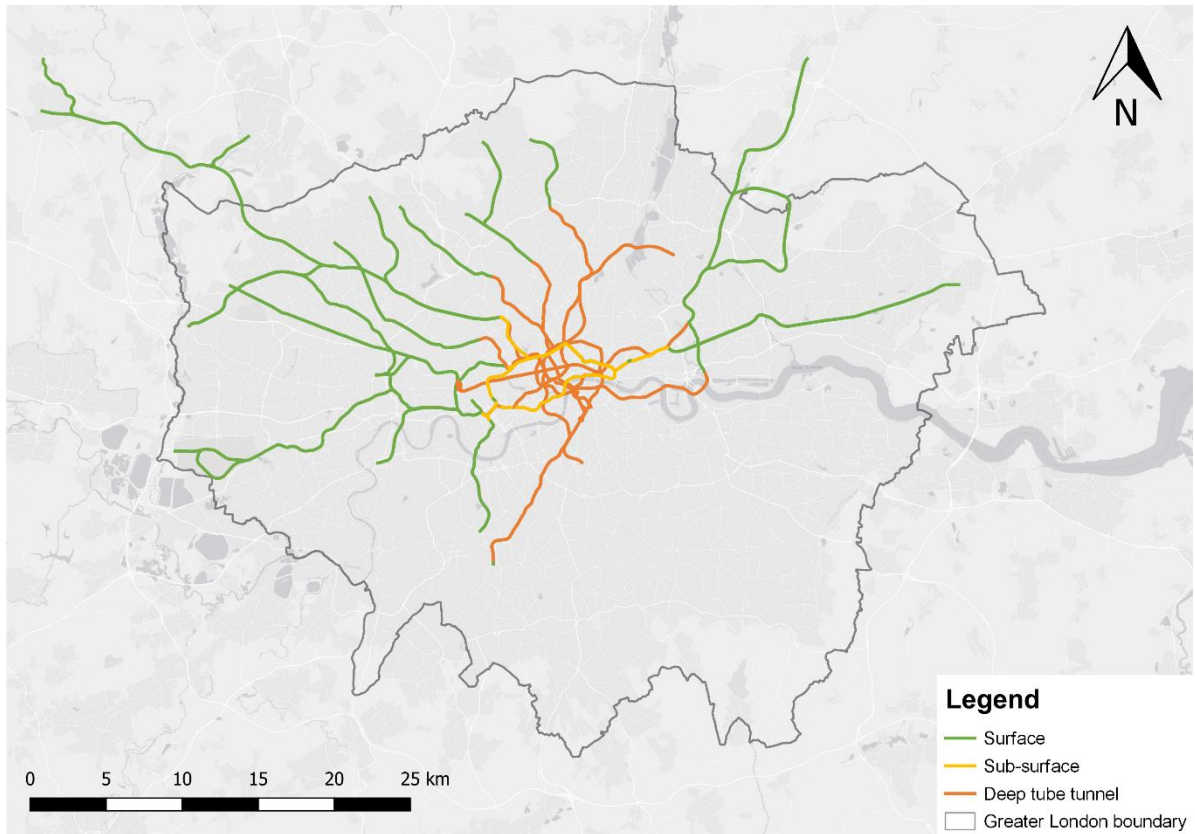 N
Legend
Surface
Sub-surface
Deep tube tunnel
Greater London boundary
0 5 10 15 20 25 km